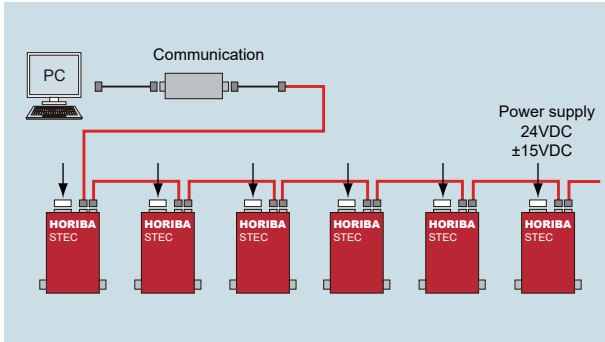 Communication
PC
Power supply
24VDC
±15VDC
HORIBA
STEC
HORIBA
STEC
HORIBA
STEC
HORIBA
STEC
HORIBA
STEC
HORIBA
STEC